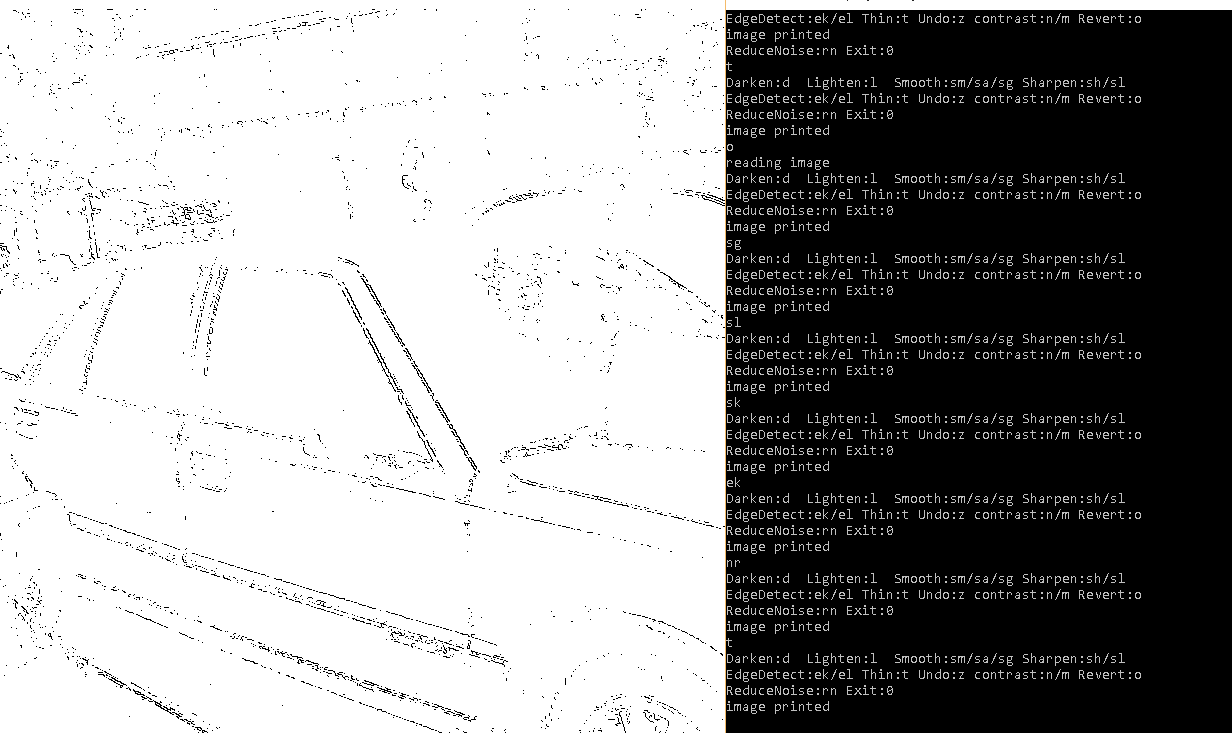 EdgeDetect:ek/el Thin:t Undo:z contrast:n/m Revert:o
image printed
ReduceNoise:rn Exit:0
t
Darken:d  Lighten:l  Smooth:sm/sa/sg Sharpen:sh/sl
EdgeDetect:ek/el Thin:t Undo:z contrast:n/m Revert:o
ReduceNoise:rn Exit:0
image printed
o
reading image
Darken:d  Lighten:l  Smooth:sm/sa/sg Sharpen:sh/sl
EdgeDetect:ek/el Thin:t Undo:z contrast:n/m Revert:o
ReduceNoise:rn Exit:0
image printed
sg
Darken:d  Lighten:l  Smooth:sm/sa/sg Sharpen:sh/sl
EdgeDetect:ek/el Thin:t Undo:z contrast:n/m Revert:o
ReduceNoise:rn Exit:0
image printed
sl
Darken:d  Lighten:l  Smooth:sm/sa/sg Sharpen:sh/sl
EdgeDetect:ek/el Thin:t Undo:z contrast:n/m Revert:o
ReduceNoise:rn Exit:0
image printed
sk
Darken:d  Lighten:l  Smooth:sm/sa/sg Sharpen:sh/sl
EdgeDetect:ek/el Thin:t Undo:z contrast:n/m Revert:o
ReduceNoise:rn Exit:0
image printed
ek
Darken:d  Lighten:l  Smooth:sm/sa/sg Sharpen:sh/sl
EdgeDetect:ek/el Thin:t Undo:z contrast:n/m Revert:o
ReduceNoise:rn Exit:0
image printed
nr
Darken:d  Lighten:l  Smooth:sm/sa/sg Sharpen:sh/sl
EdgeDetect:ek/el Thin:t Undo:z contrast:n/m Revert:o
ReduceNoise:rn Exit:0
image printed
t
Darken:d  Lighten:l  Smooth:sm/sa/sg Sharpen:sh/sl
EdgeDetect:ek/el Thin:t Undo:z contrast:n/m Revert:o
ReduceNoise:rn Exit:0
image printed